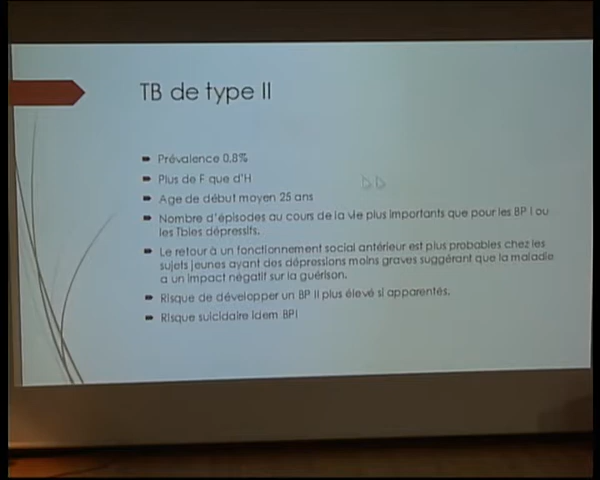 TB de type II
Prévalence 0.8%
Plus de F que d'H
Age de début moyen 25 ans
Nombre d'épisodes au cours de la vie plus importants que pour les BP I ou
les Tbles dépressifs.
Le retour à un fonctionnement social antérieur est plus probables chez les
sujets jeunes ayant des dépressions moins graves suggérant que la maladie
a un impact négatif sur la guérison.
Risque de développer un BP II plus élevé si apparentés.
Risque suicidaire idem BPI